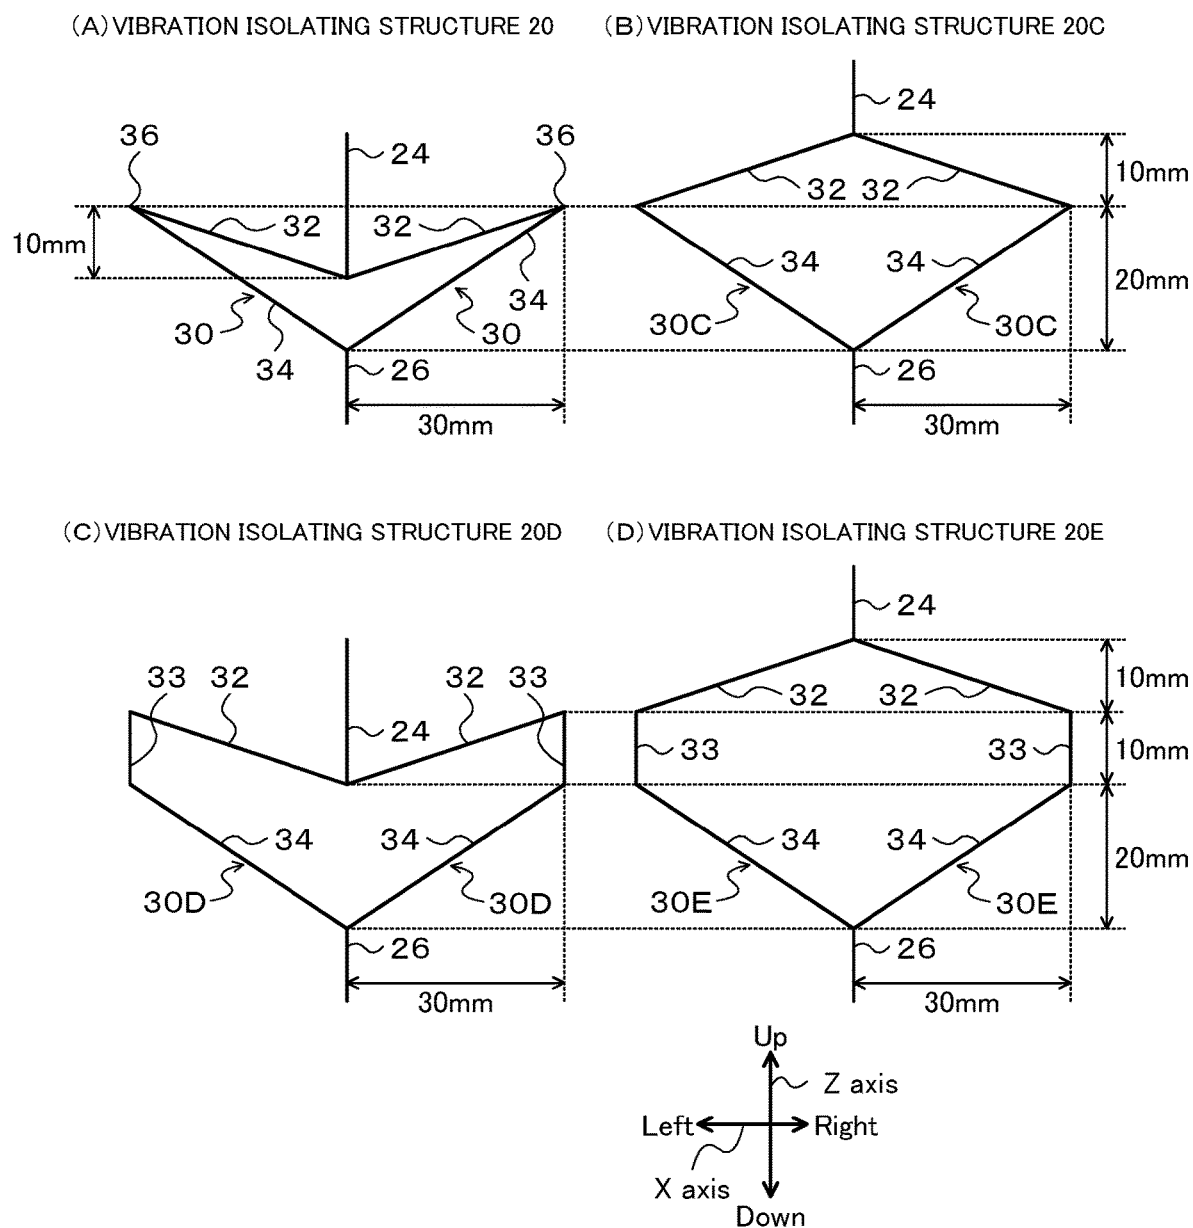 (A) VIBRATION ISOLATING STRUCTURE 20
(B) VIBRATION ISOLATING STRUCTURE 20C
24
36
36
24
10mm
32
32
32 32
10mm
34
34
20mm
34
30
30
30C
30C
34
26
26
30mm
30mm
(C) VIBRATION ISOLATING STRUCTURE 20D
(D) VIBRATION ISOLATING STRUCTURE 20E
24
33
32
32
33
32
32
10mm
24
33
33
10mm
34
34
34
34
20mm
30D
30D
30E
30E
26
26
30mm
30mm
Up
Z axis
Left
Right
X axis
Down